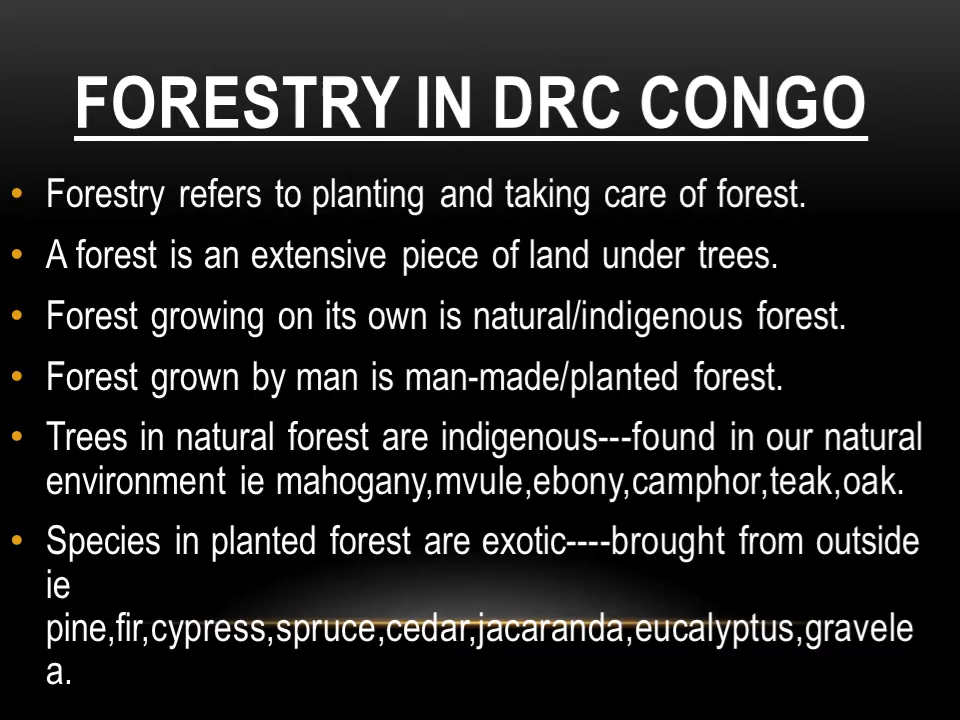 FORESTRY IN DRC CONGO
• Forestry refers to planting and taking care of forest.
• A forest is an extensive piece of land under trees.
• Forest growing on its own is natural/indigenous forest.
• Forest grown by man is man-made/planted forest.
• Trees in natural forest are indigenous---found in our natural
environment ie mahogany,mvule,ebony,camphor,teak,oak.
• Species in planted forest are exotic----brought from outside
ie
pine,fir,cypress,spruce,cedar,jacaranda,eucalyptus,gravele
a.